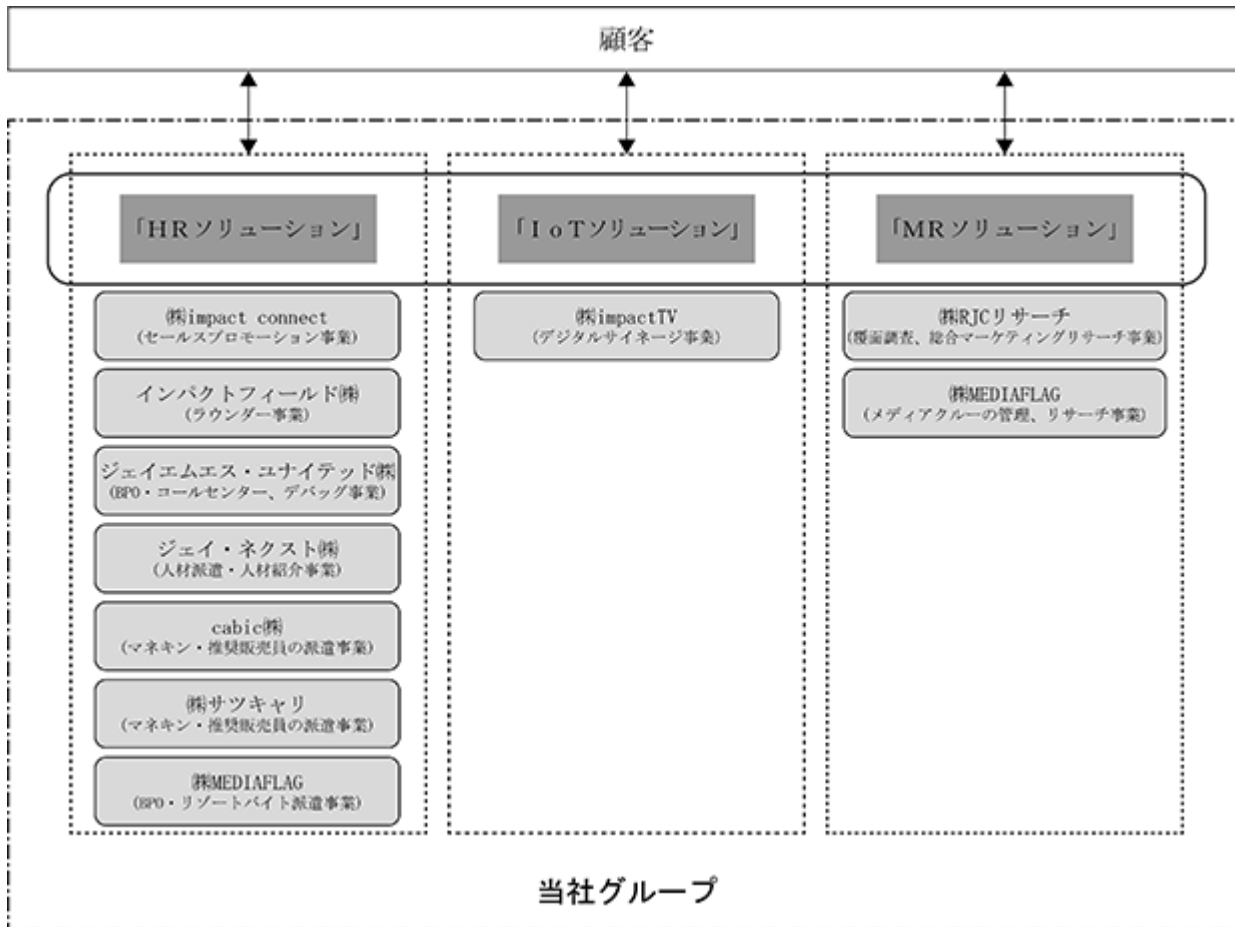 顧客
「HRソリューション」
㈱impact connect
(セールスプロモーション事業)
インパクトフィールド㈱
(ラウンダー事業)
ジェイエムエス・ユナイテッド㈱
(BPO・コールセンター、デバッグ事業)
ジェイ・ネクスト㈱
(人材派遣・人材紹介事業)
cabic㈱
(マネキン・推奨販売員の派遣事業)
㈱サツキャリ
(マネキン・推奨販売員の派遣事業)
㈱MEDIAFLAG
(BPO・リゾートバイト派遣事業)
「IoTソリューション」
㈱impactTV
(デジタルサイネージ事業)
「MRソリューション」
㈱RJCリサーチ
(覆面調査、総合マーケティングリサーチ事業)
㈱MEDIAFLAG
(メディアクルーの管理、リサーチ事業)
当社グループ